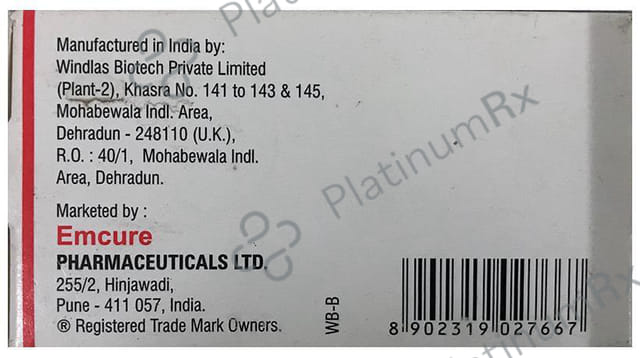 Manufactured in India by:
Windlas Biotech Private Limited
(Plant-2), Khasra No. 141 to 143 & 145,
Mohabewala Indl. Area,
Dehradun - 248110 (U.K.),
R.O. : 40/1, Mohabewala Indl.
Area, Dehradun.
Marketed by :
Emcure
PHARMACEUTICALS LTD.
255/2, Hinjawadi,
Pune - 411 057, India.
® Registered Trade Mark Owners.
WB-B
8 902319 027667
PlatinumRx